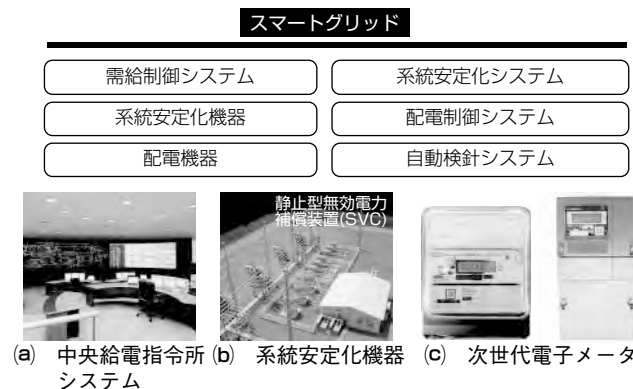 スマートグリッド
需給制御システム
系統安定化システム
系統安定化機器
配電制御システム
配電機器
自動検針システム
静止型無効電力
補償装置(SVC)
(a) 中央給電指令所
システム
(b) 系統安定化機器
(c) 次世代電子メータ